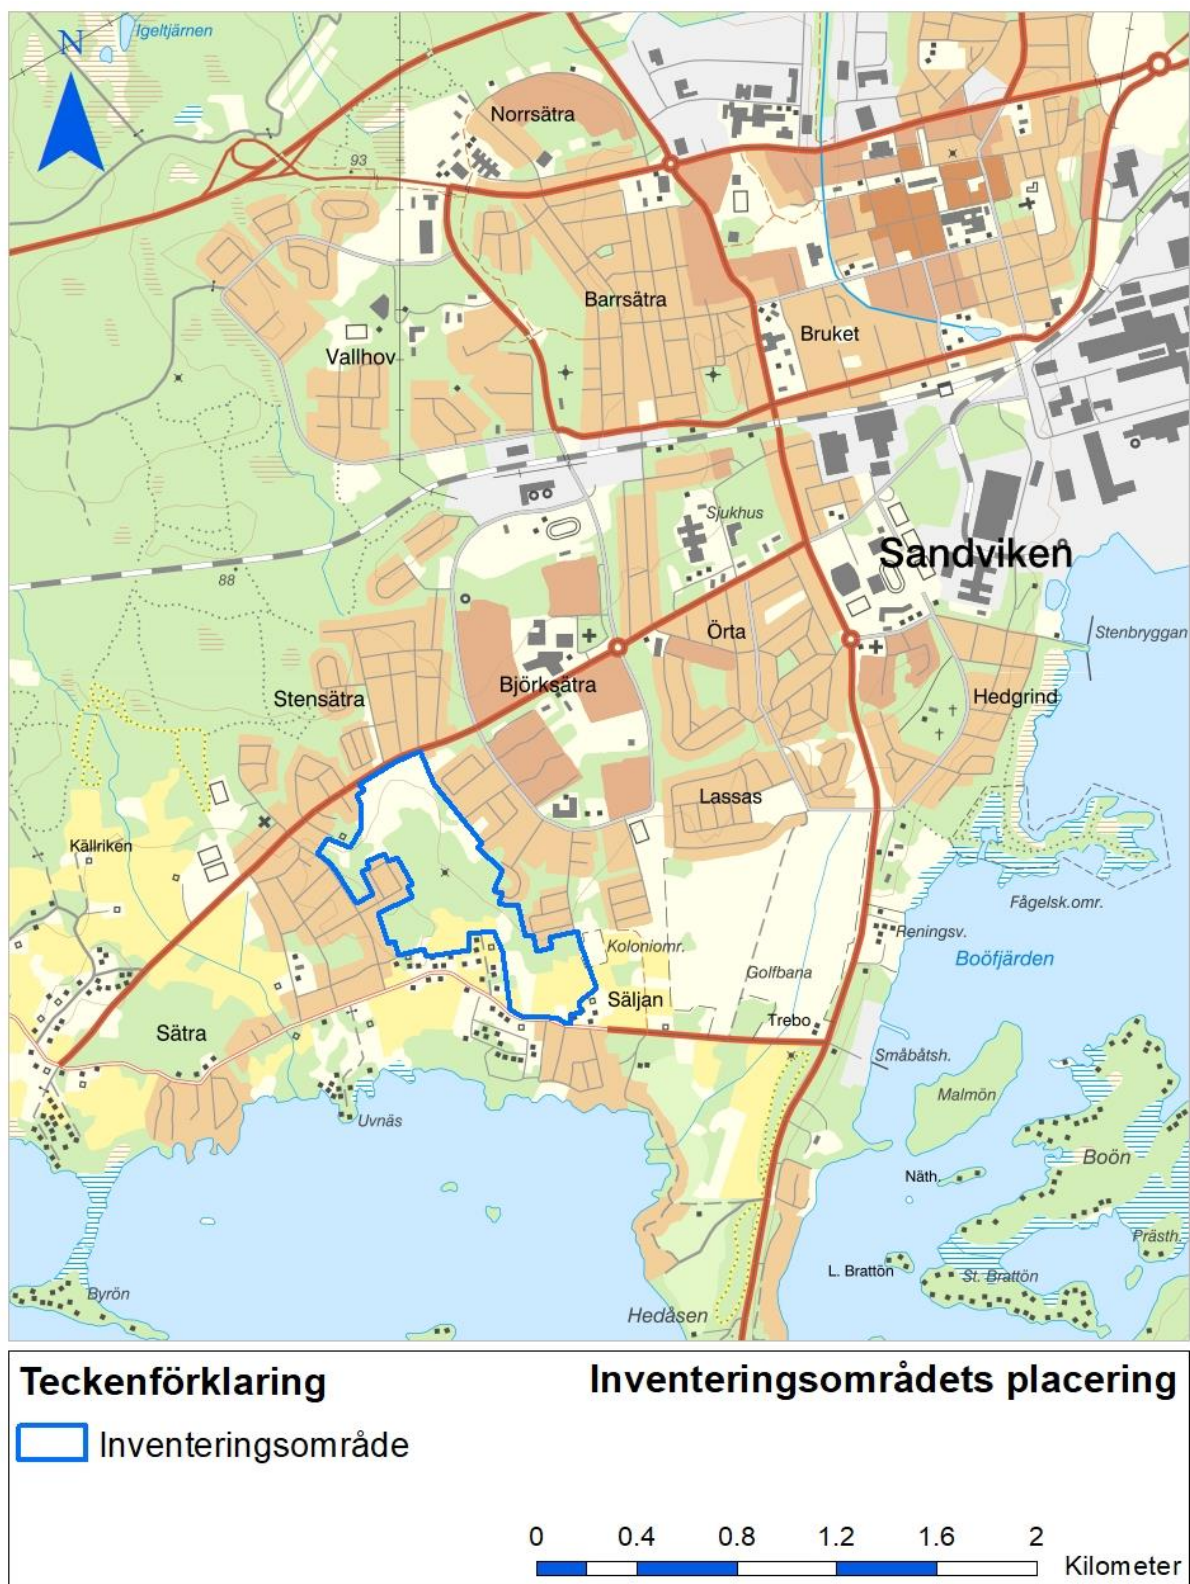 Igeltjärnen
N
Norrsätra
93
Barrsätra
Bruket
Vallhov
Sjukhus
Sandviken
88
Örta
Stenbryggan
Björksätra
Stensätra
Hedgrind
Lassas
Källriken
Fågelsk.omr.
Reningsv.
Koloniomr.
Boöfjärden
Golfbana
Säljan
Trebo
Sätra
Småbåtsh.
Malmön
Uvnäs
Boön
Näth.
Prästh.
L. Brattön
St. Brattön
Byrön
Hedåsen
Teckenförklaring
Inventeringsområdets placering
Inventeringsområde
0 0.4 0.8 1.2 1.6 2
Kilometer